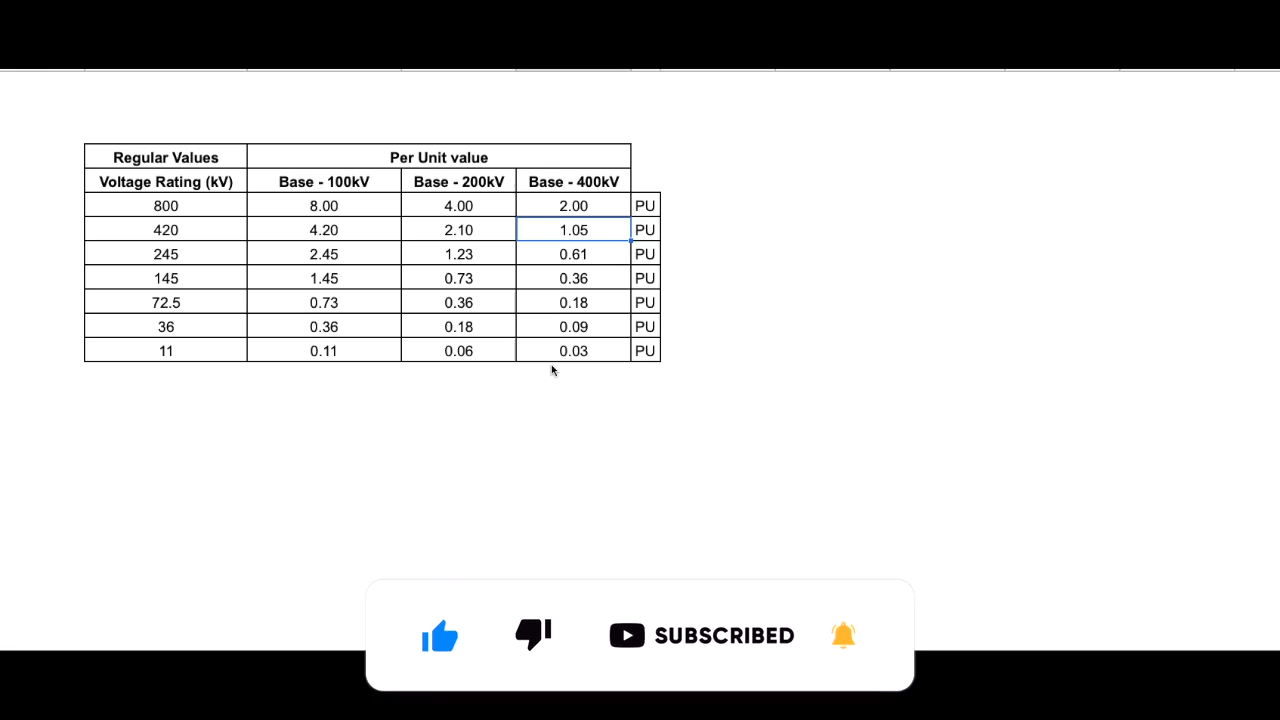 Regular Values Per Unit value
Voltage Rating (kV) Base - 100kV Base - 200kV Base - 400kV
800 8.00 4.00 2.00 PU
420 4.20 2.10 1.05 PU
245 2.45 1.23 0.61 PU
145 1.45 0.73 0.36 PU
72.5 0.73 0.36 0.18 PU
36 0.36 0.18 0.09 PU
11 0.11 0.06 0.03 PU
SUBSCRIBED